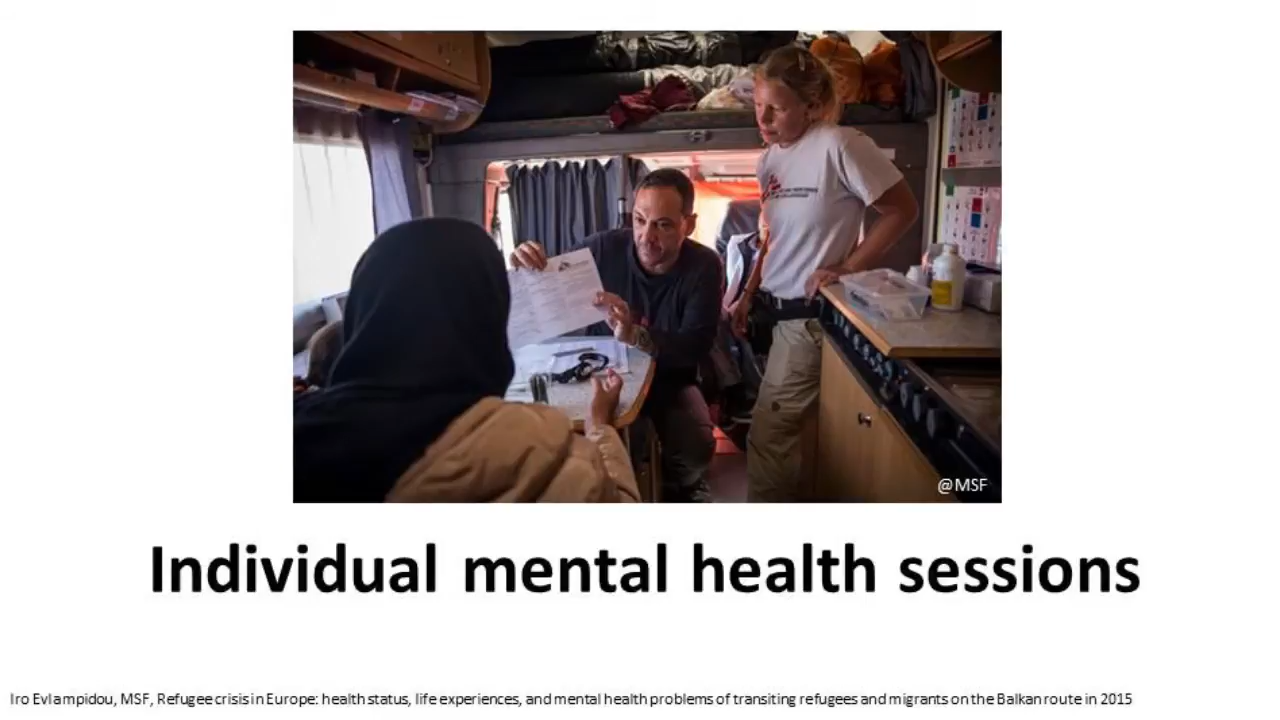 @MSF
Individual mental health sessions
Iro Evlampidou, MSF, Refugee crisis in Europe: health status, life experiences, and mental health problems of transiting refugees and migrants on the Balkan route in 2015